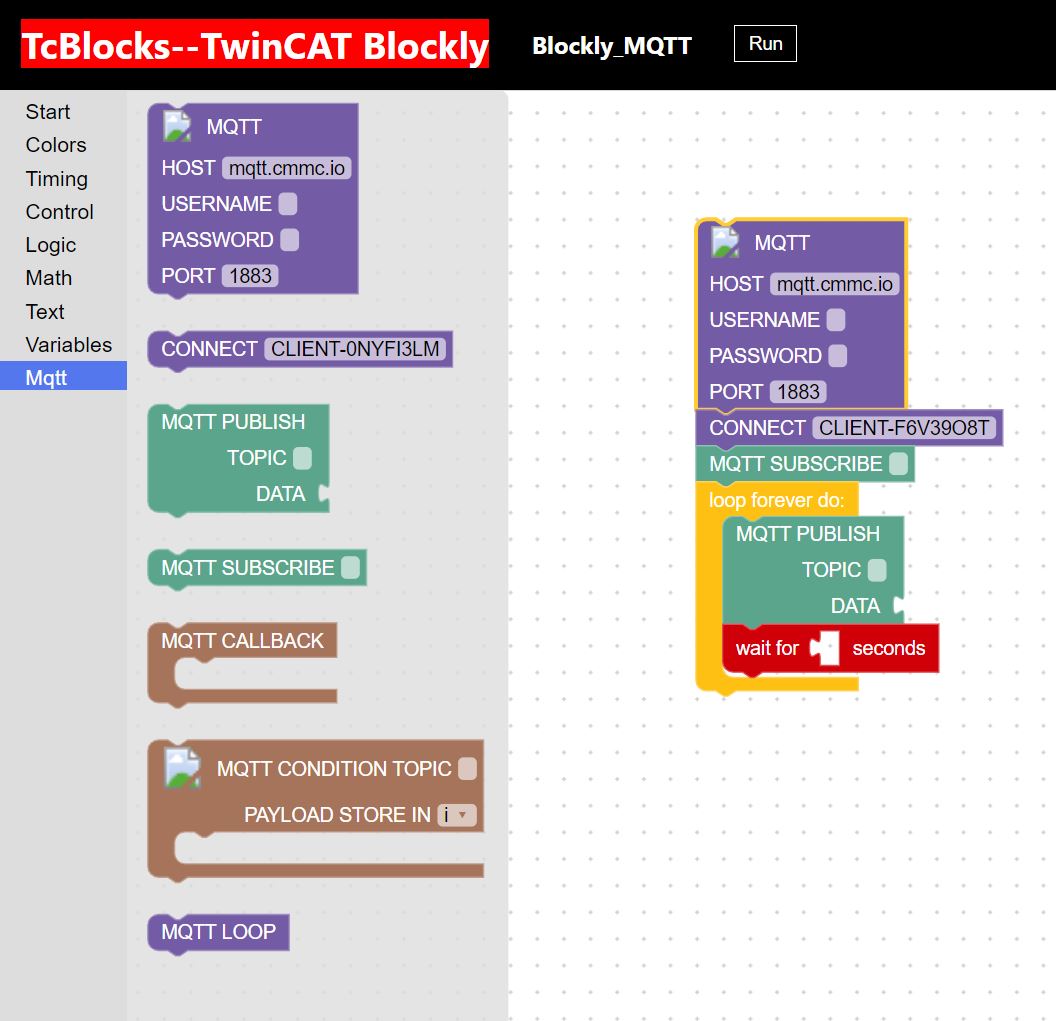 TcBlocks--TwinCAT Blockly
Blockly_MQTT
Run
Start
Colors
Timing
Control
Logic
Math
Text
Variables
Mqtt
MQTT
HOST mqtt.cmmc.io
USERNAME
PASSWORD
PORT 1883
CONNECT CLIENT-0NYFI3LM
MQTT PUBLISH
TOPIC
DATA
MQTT SUBSCRIBE
MQTT CALLBACK
MQTT CONDITION TOPIC
PAYLOAD STORE IN i
MQTT LOOP
MQTT
HOST mqtt.cmmc.io
USERNAME
PASSWORD
PORT 1883
CONNECT CLIENT-F6V39O8T
MQTT SUBSCRIBE
loop forever do:
MQTT PUBLISH
TOPIC
DATA
wait for seconds